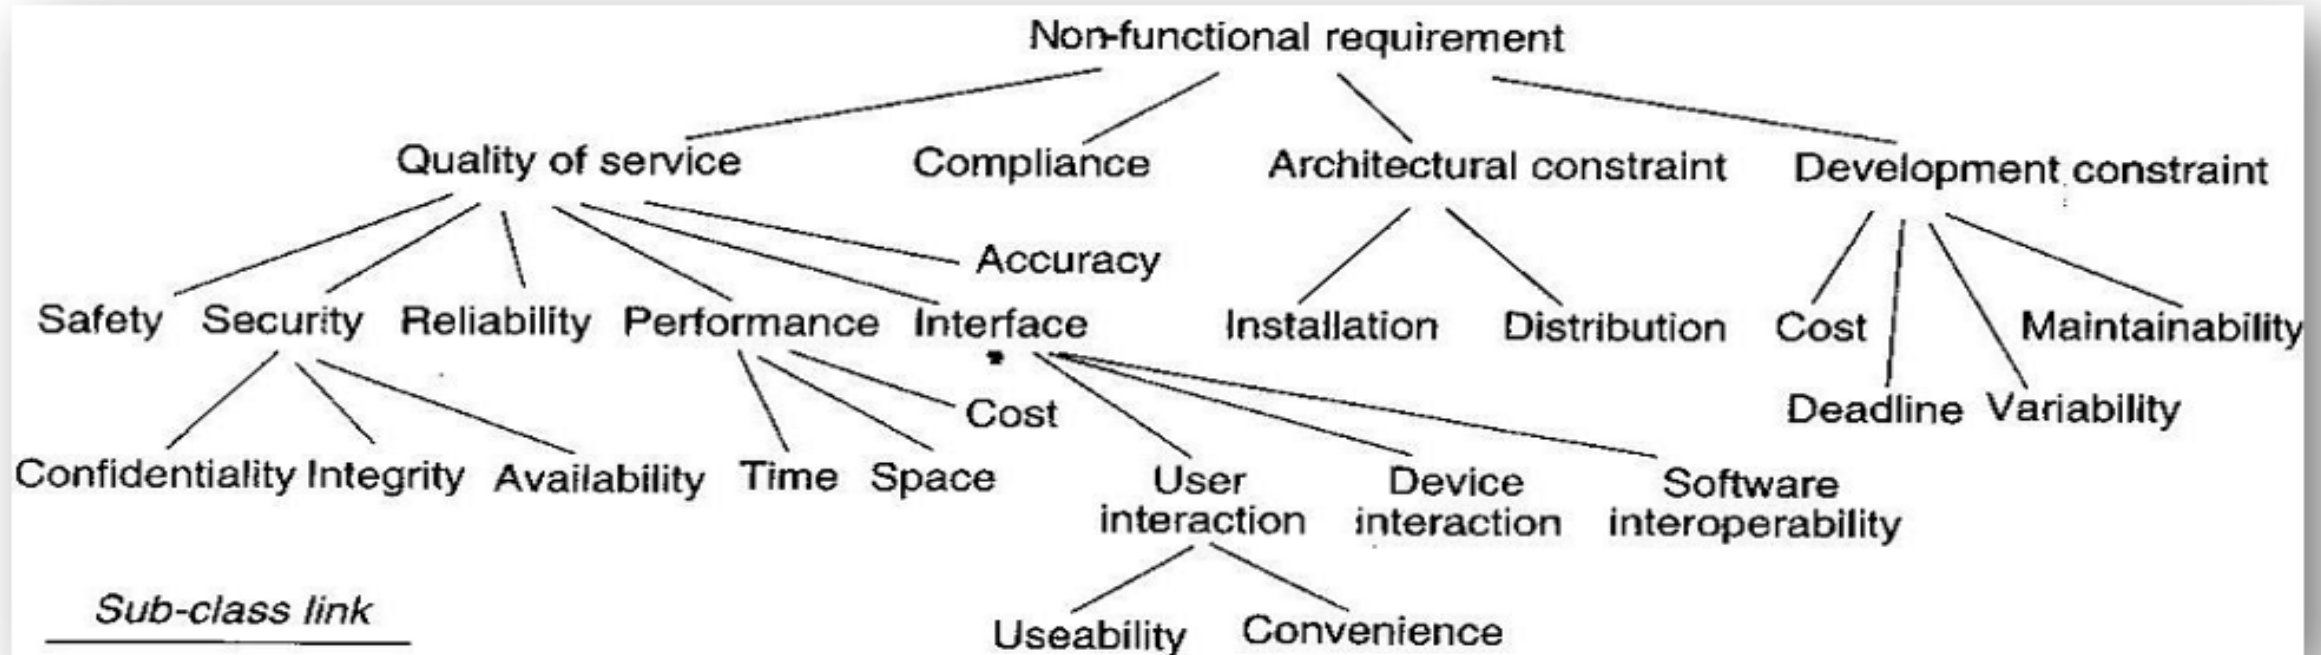 Non-functional requirement
Quality of service Compliance Architectural constraint Development constraint
Accuracy
Safety Security Reliability Performance Interface Installation Distribution Cost Maintainability
Cost Deadline Variability
Confidentiality Integrity Availability Time Space User Device Software
interaction interaction interoperability
Sub-class link
Useability Convenience